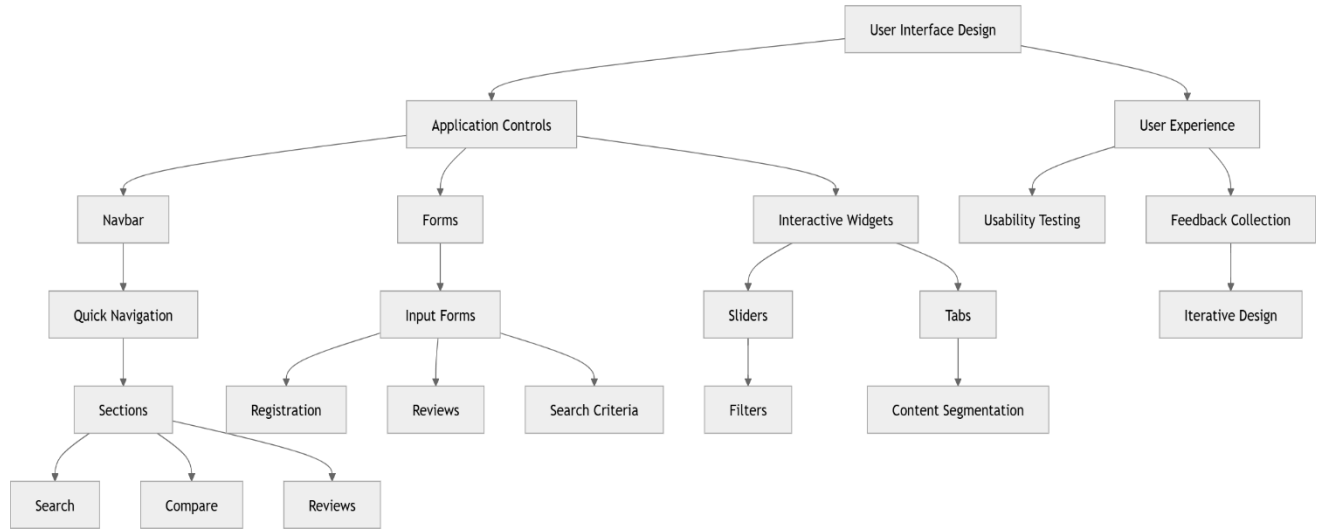 User Interface Design
Application Controls
User Experience
Navbar
Forms
Interactive Widgets
Usability Testing
Feedback Collection
Quick Navigation
Input Forms
Sliders
Tabs
Iterative Design
Sections
Registration
Reviews
Search Criteria
Filters
Content Segmentation
Search
Compare
Reviews